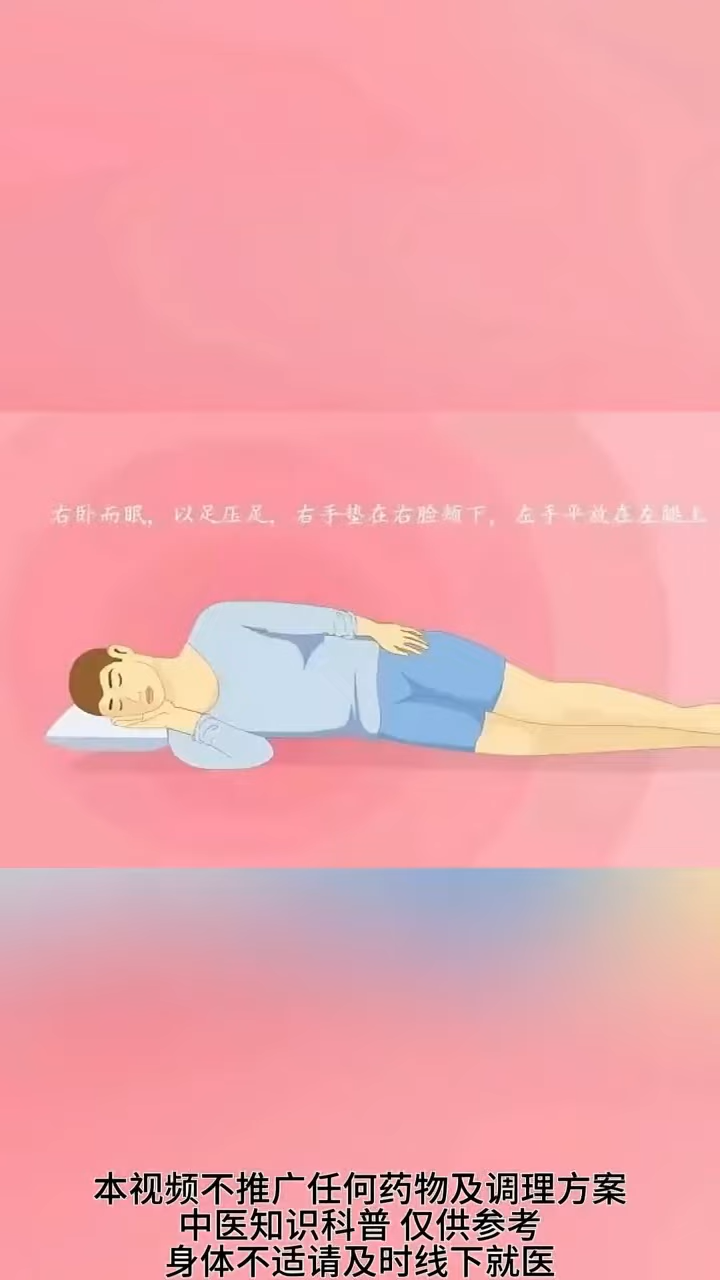 右卧而眠，以足压足，右手垫在右脸颊下，左手平放在左腿上
本视频不推广任何药物及调理方案
中医知识科普 仅供参考
身体不适请及时线下就医